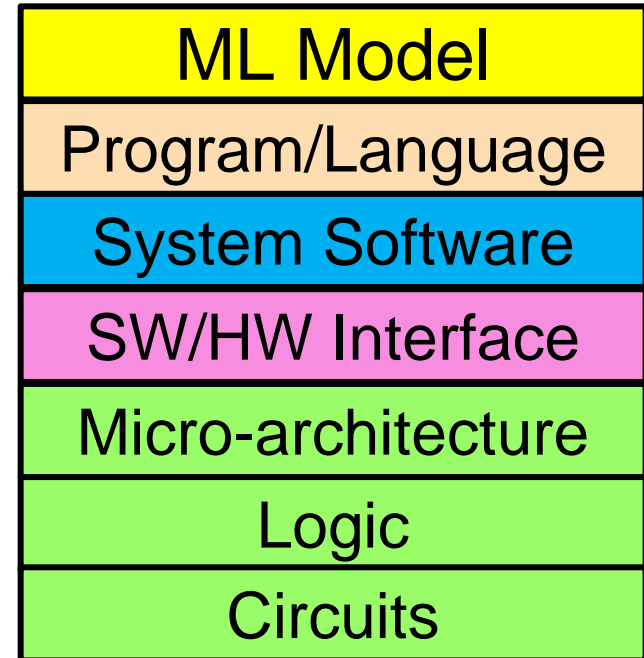 ML Model
Program/Language
System Software
SW/HW Interface
Micro-architecture
Logic
Circuits